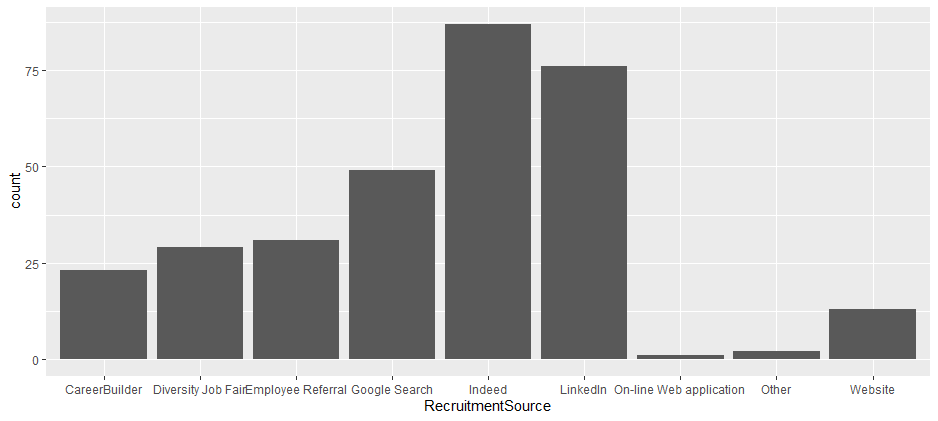 count
75
50
25
0
CareerBuilder Diversity Job Fair Employee Referral Google Search Indeed LinkedIn On-line Web application Other Website
RecruitmentSource